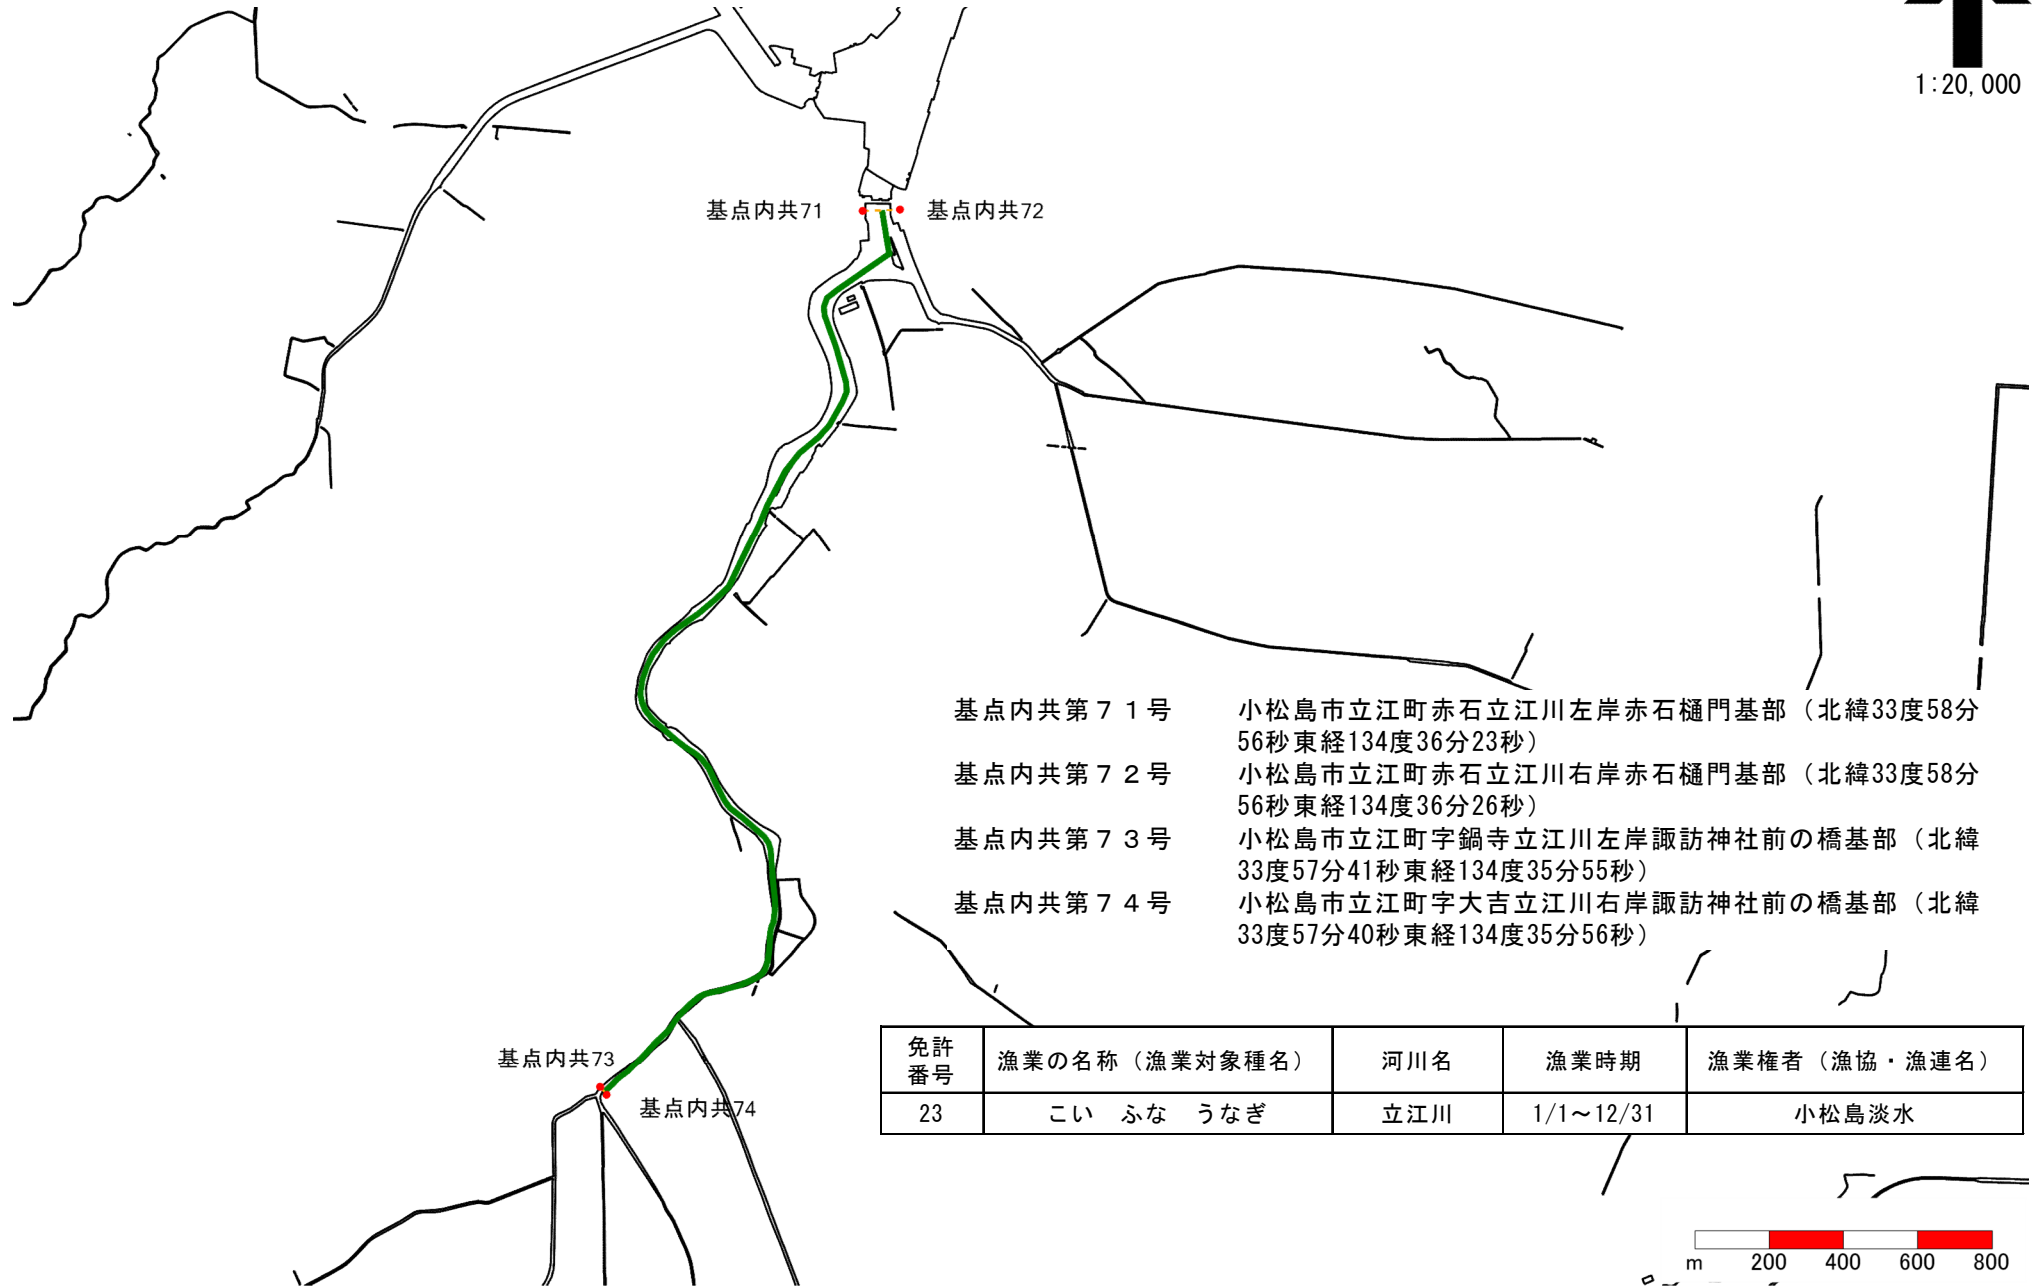 1:20,000
基点内共71
基点内共72
基点内共第７１号 小松島市立江町赤石立江川左岸赤石樋門基部（北緯33度58分
56秒東経134度36分23秒）
基点内共第７２号 小松島市立江町赤石立江川右岸赤石樋門基部（北緯33度58分
56秒東経134度36分26秒）
基点内共第７３号 小松島市立江町字鍋寺立江川左岸諏訪神社前の橋基部（北緯
33度57分41秒東経134度35分55秒）
基点内共第７４号 小松島市立江町字大吉立江川右岸諏訪神社前の橋基部（北緯
33度57分40秒東経134度35分56秒）
基点内共73
基点内共74
免許
番号
漁業の名称（漁業対象種名）
河川名
漁業時期
漁業権者（漁協・漁連名）
23
こい　ふな　うなぎ
立江川
1/1～12/31
小松島淡水
m 200 400 600 800